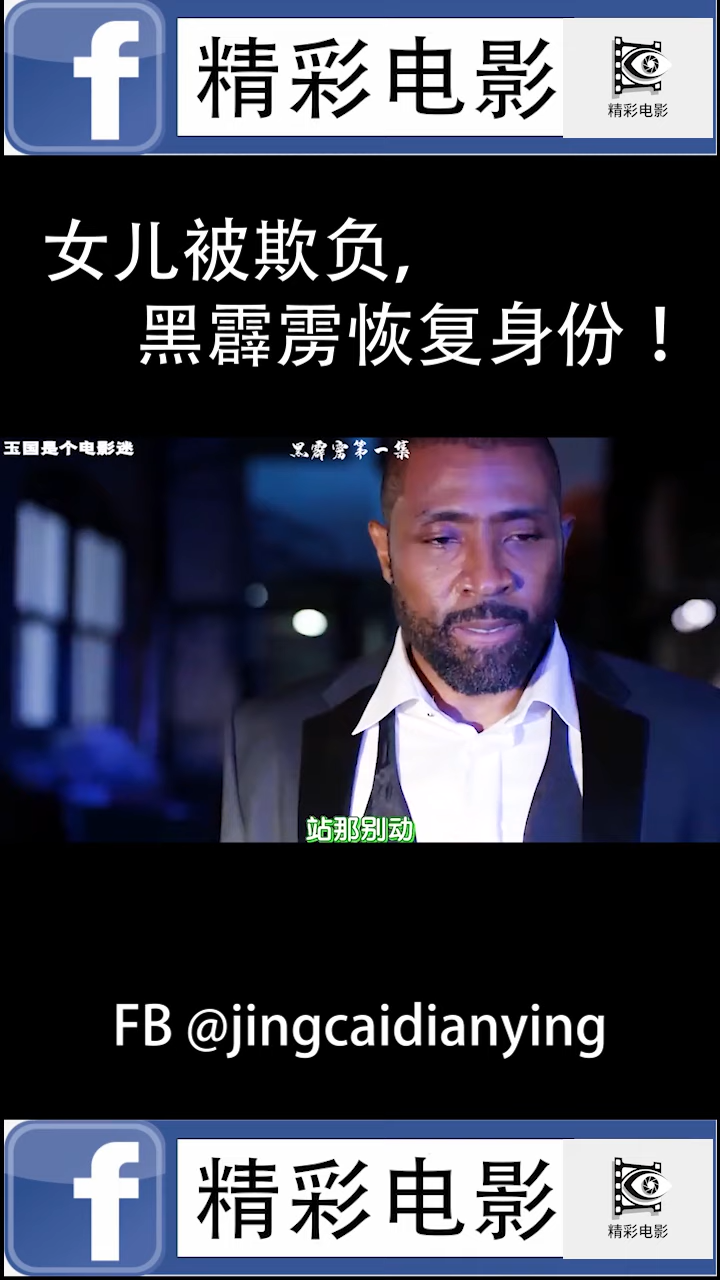 f 精彩电影
精彩电影
女儿被欺负,
黑霹雳恢复身份！
玉国是个电影迷
黑霹雳第一集
站那别动
FB @jingcaidianying
f 精彩电影
精彩电影